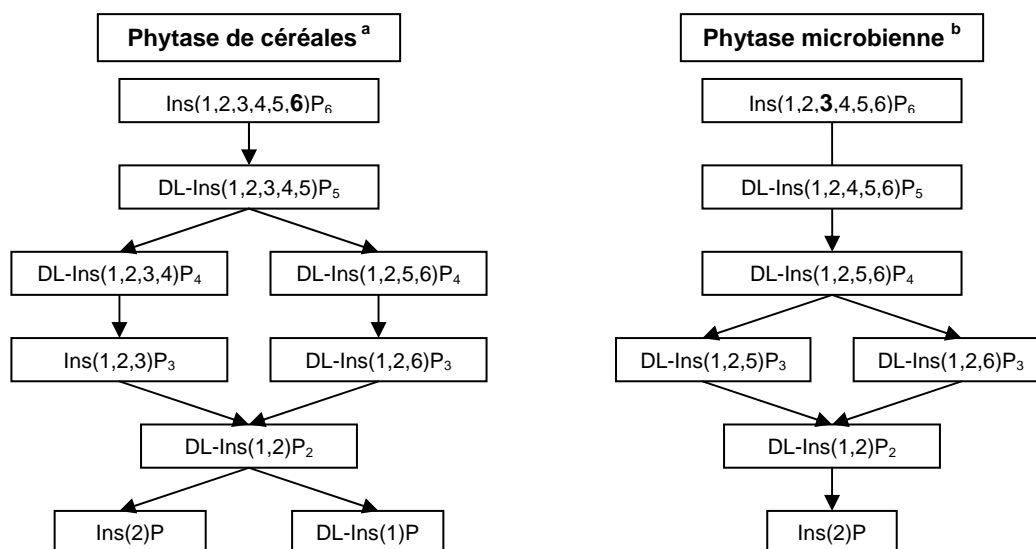 Phytase de céréales ᵃ
Ins(1,2,3,4,5,6)P₆
DL-Ins(1,2,3,4,5)P₅
DL-Ins(1,2,3,4)P₄
DL-Ins(1,2,5,6)P₄
Ins(1,2,3)P₃
DL-Ins(1,2,6)P₃
DL-Ins(1,2)P₂
Ins(2)P
DL-Ins(1)P
Phytase microbienne ᵇ
Ins(1,2,3,4,5,6)P₆
DL-Ins(1,2,4,5,6)P₅
DL-Ins(1,2,5,6)P₄
DL-Ins(1,2,5)P₃
DL-Ins(1,2,6)P₃
DL-Ins(1,2)P₂
Ins(2)P